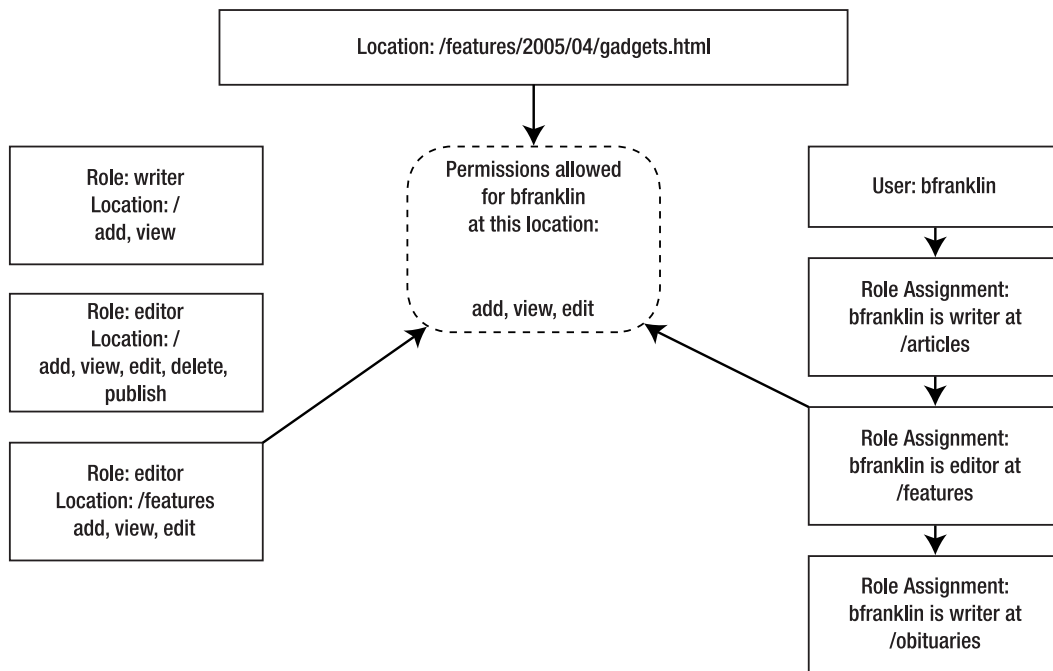 Location: /features/2005/04/gadgets.html
Role: writer
Location: /
add, view
Role: editor
Location: /
add, view, edit, delete,
publish
Role: editor
Location: /features
add, view, edit
Permissions allowed
for bfranklin
at this location:
add, view, edit
User: bfranklin
Role Assignment:
bfranklin is writer at
/articles
Role Assignment:
bfranklin is editor at
/features
Role Assignment:
bfranklin is writer at
/obituaries